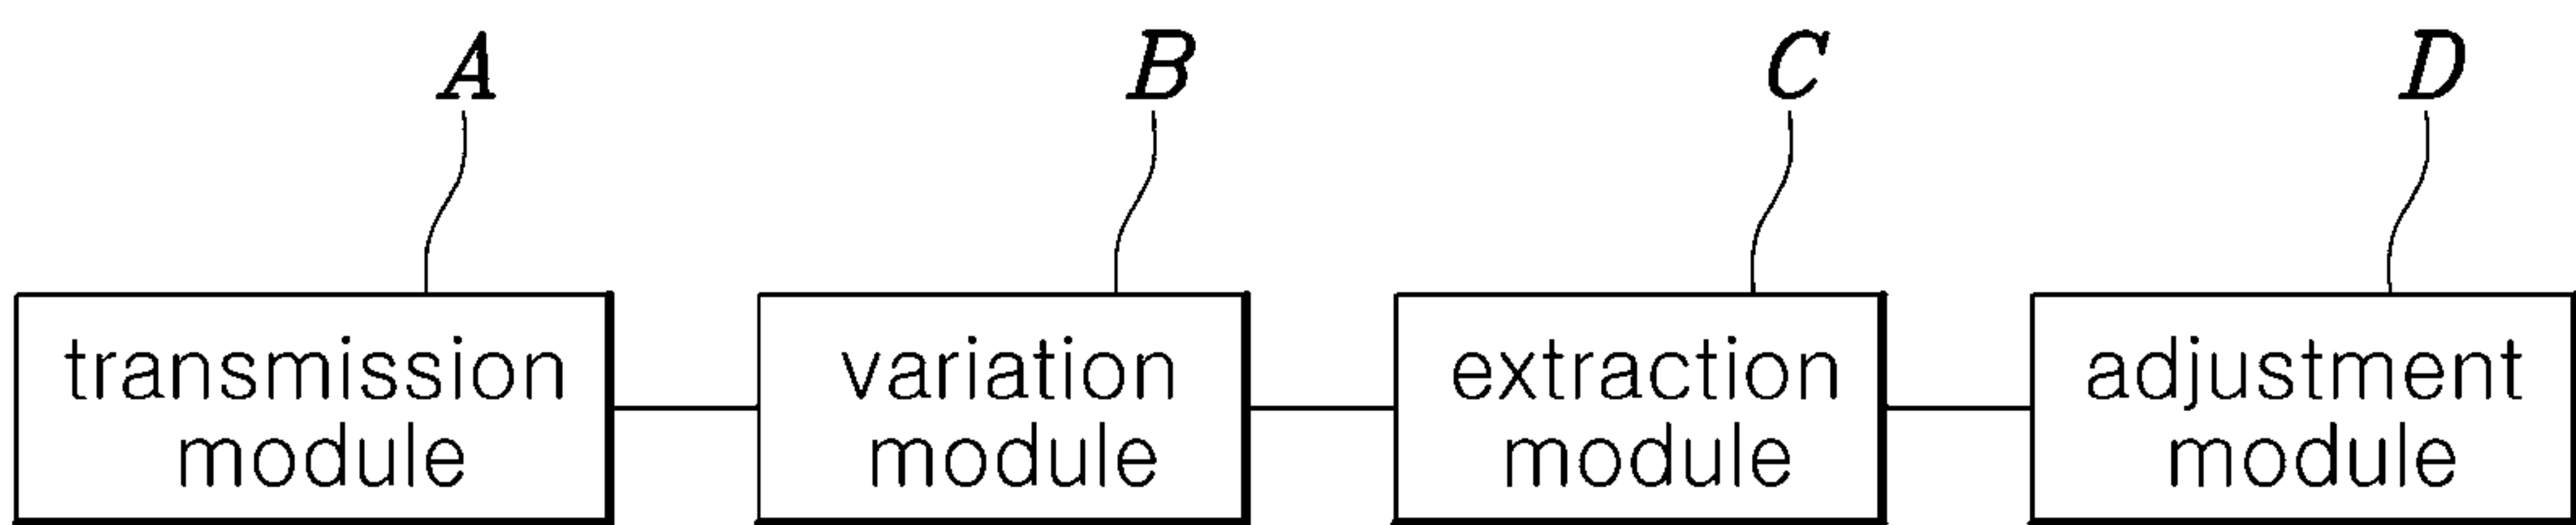 A B C D
transmission variation extraction adjustment
module module module module